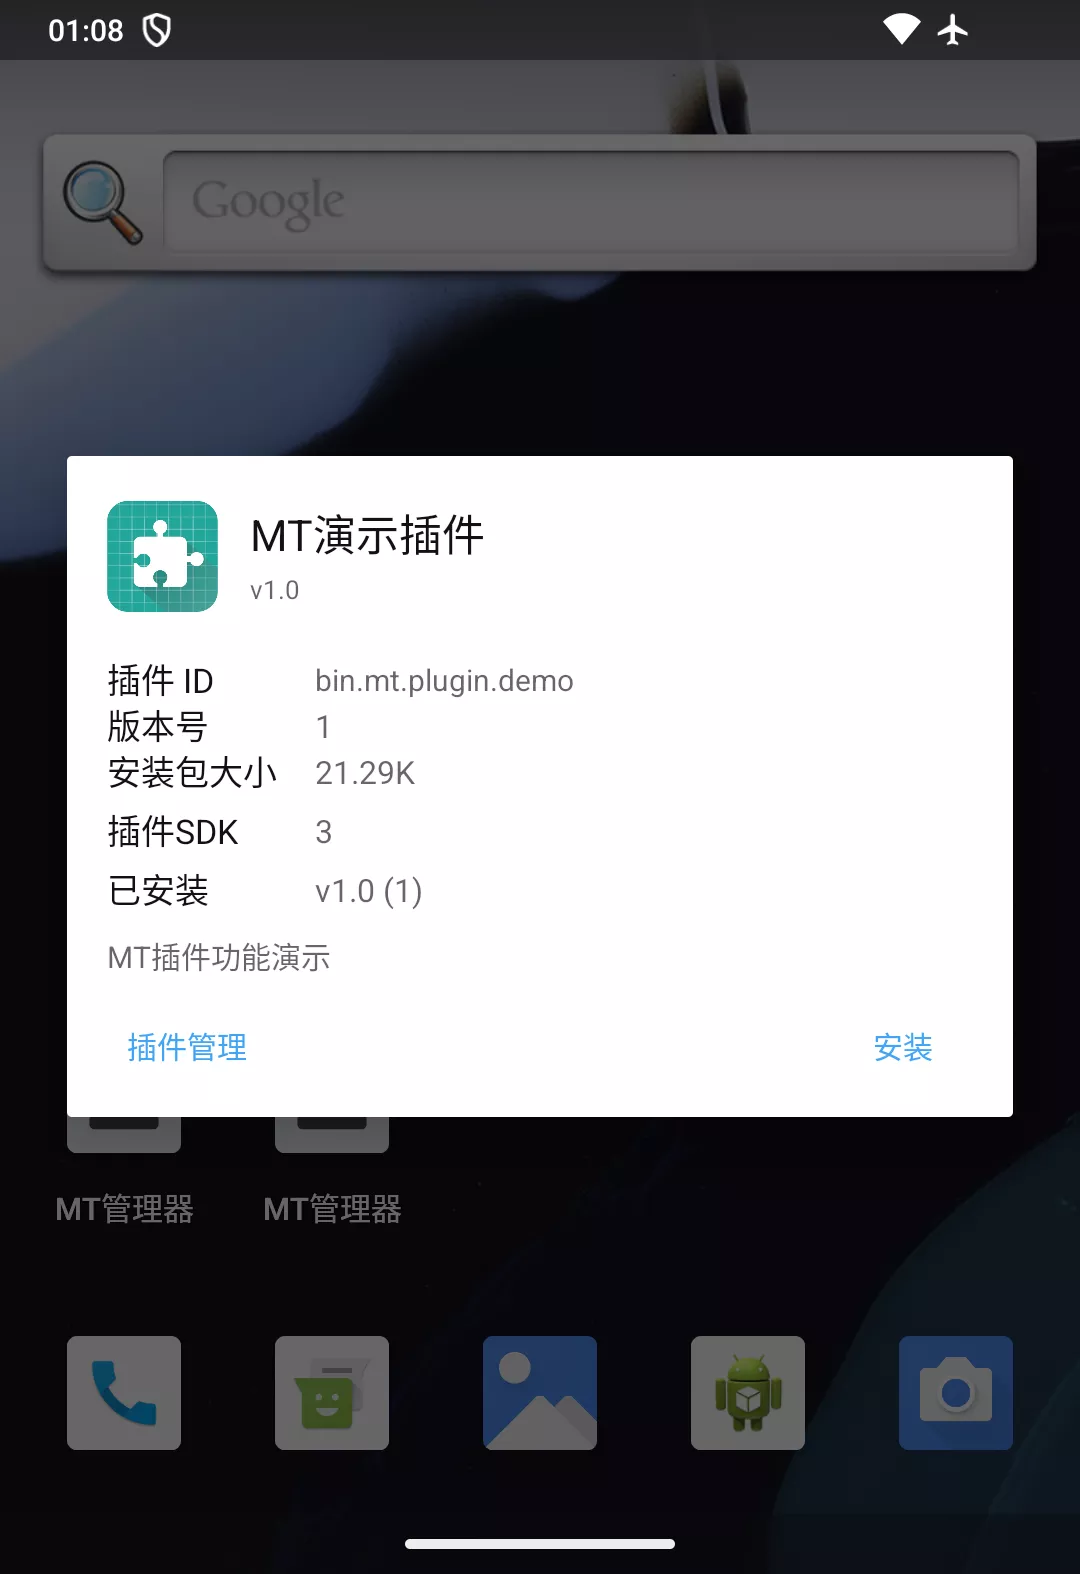 01:08
Google
MT演示插件
v1.0
插件 ID bin.mt.plugin.demo
版本号 1
安装包大小 21.29K
插件SDK 3
已安装 v1.0 (1)
MT插件功能演示
插件管理 安装
MT管理器 MT管理器